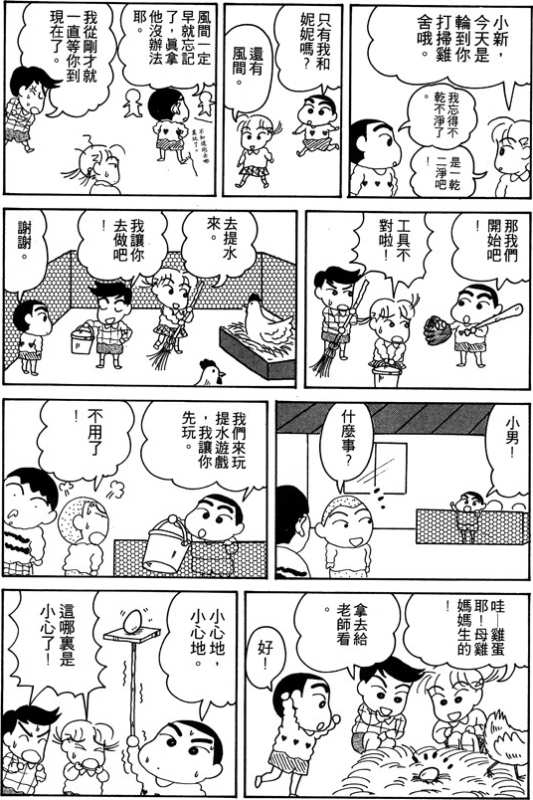 小新，
今天是
輪到你
打掃雞
舍哦。
我忘得不
乾不淨了
。
是一乾
二淨吧
。
只有我和
妮妮嗎？
還有
風間。
風間一定
早就忘記
了，真拿
他沒辦法
耶。
我從剛才就
一直等你到
現在了。
那我們
開始吧
！
工具不
對啦！
去提水
來。
我讓你
去做吧
！
謝謝。
小男！
什麼事？
我們來玩
提水遊戲
，我讓你
先玩。
不用了
！
哇—雞蛋
耶！母雞
媽媽生的
！
拿去給
老師看
。
好！
小心地，
小心地。
這哪裏是
小心了！